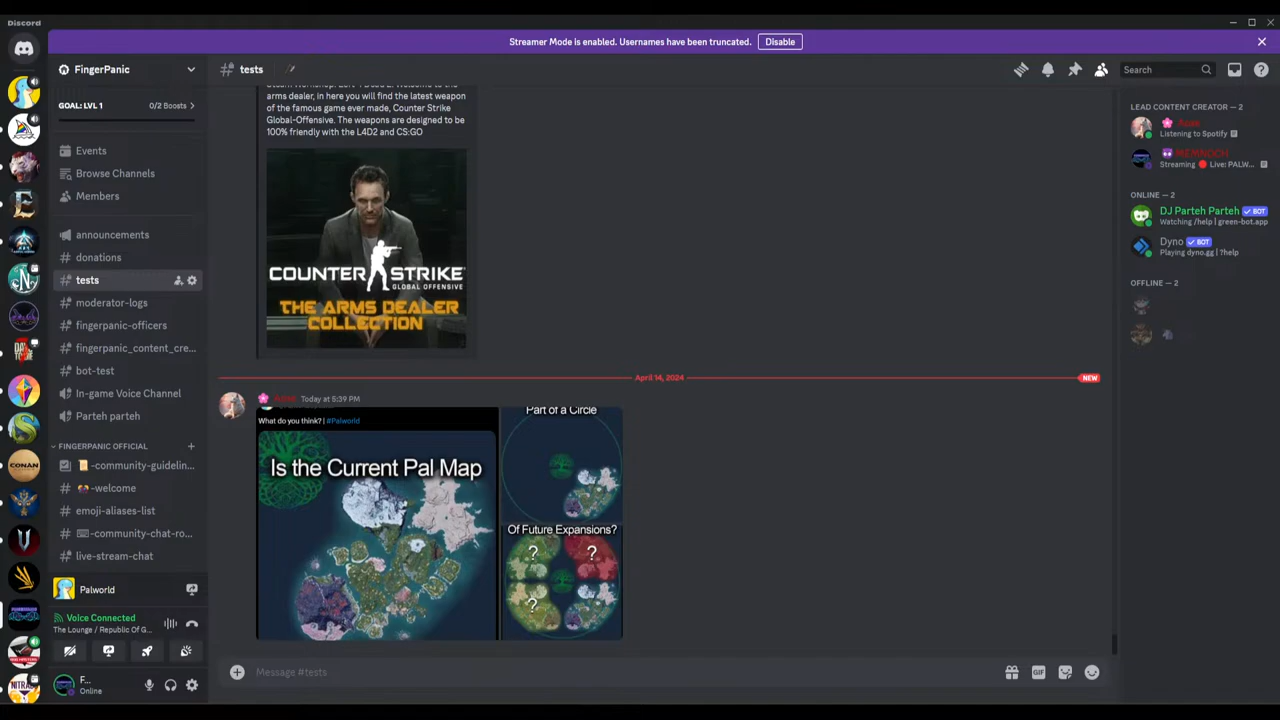 Discord
Streamer Mode is enabled. Usernames have been truncated.
Disable
FingerPanic
tests
Search
GOAL: LVL 1
0/2 Boosts
Events
Browse Channels
Members
announcements
donations
tests
moderator-logs
fingerpanic-officers
fingerpanic_content_cre...
bot-test
In-game Voice Channel
Parteh parteh
FINGERPANIC OFFICIAL
-community-guidelin...
-welcome
emoji-aliases-list
-community-chat-ro...
live-stream-chat
Palworld
Voice Connected
The Lounge / Republic Of G...
F...
Online
arms dealer, in here you will find the latest weapon
of the famous game ever made, Counter Strike
Global-Offensive. The weapons are designed to be
100% friendly with the L4D2 and CS:GO
COUNTER STRIKE
GLOBAL OFFENSIVE
THE ARMS DEALER
COLLECTION
April 14, 2024
NEW
Today at 5:39 PM
What do you think? | #Palworld
Is the Current Pal Map
Part of a Circle
Of Future Expansions?
?
?
?
Message #tests
GIF
LEAD CONTENT CREATOR — 2
Listening to Spotify
MEMNOCH
Streaming Live: PALW...
ONLINE — 2
DJ Parteh Parteh BOT
Watching /help | green-bot.app
Dyno BOT
Playing dyno.gg | ?help
OFFLINE — 2
CONAN